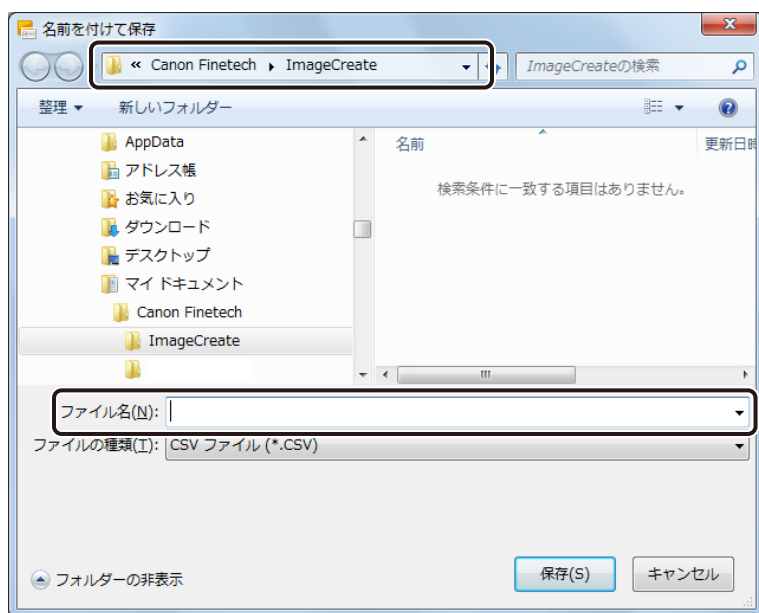 名前を付けて保存
« Canon Finetech ▸ ImageCreate
ImageCreateの検索
整理 ▼ 新しいフォルダー
AppData
アドレス帳
お気に入り
ダウンロード
デスクトップ
マイ ドキュメント
Canon Finetech
ImageCreate
名前 更新日時
検索条件に一致する項目はありません。
ファイル名(N):
ファイルの種類(T): CSV ファイル (*.CSV)
フォルダーの非表示
保存(S) キャンセル